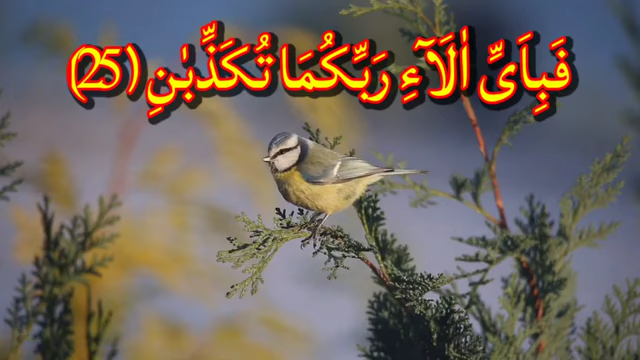 فَبِاَیِّ اٰلَآءِ رَبِّكُمَا تُكَذِّبٰنِ (25)